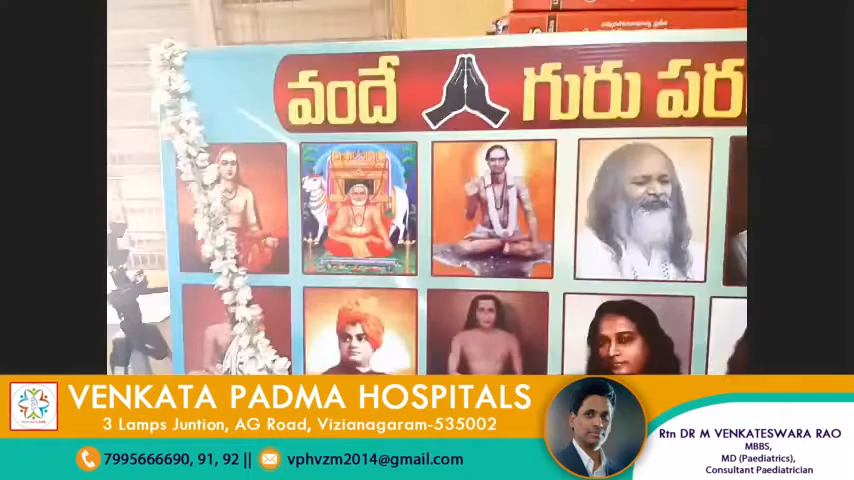 వందే గురు పర
VENKATA PADMA HOSPITALS
3 Lamps Juntion, AG Road, Vizianagaram-535002
7995666690, 91, 92 || vphvzm2014@gmail.com
Rtn DR M VENKATESWARA RAO
MBBS,
MD (Paediatrics),
Consultant Paediatrician